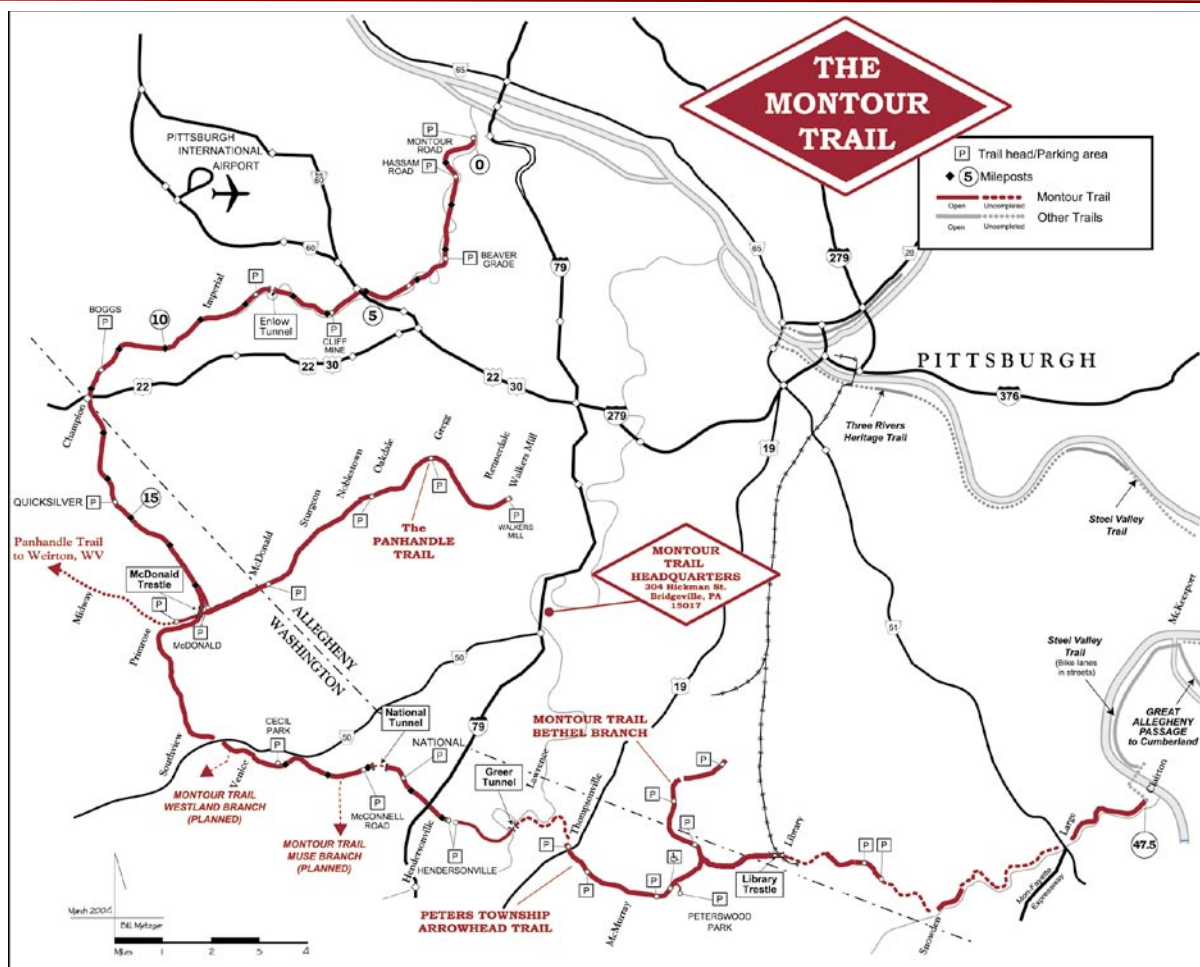 THE
MONTOUR
TRAIL
P Trail head/Parking area
5 Mileposts
Montour Trail
Open Uncompleted
Other Trails
Open Uncompleted
65
PITTSBURGH
INTERNATIONAL
AIRPORT
60
60
P
MONTOUR
ROAD
HASSAM
ROAD
P
0
P
BEAVER
GRADE
79
65
279
28
BOGGS
P
10
Imperial
P
Enlow
Tunnel
P
CLIFF
MINE
5
22
22
30
22
30
279
PITTSBURGH
376
Three Rivers
Heritage Trail
19
Champion
QUICKSILVER
P
15
Noblestown
Oakdale
Gregg
Rennerdale
Walkers Mill
P
P
P
WALKERS
MILL
Sturgeon
The
PANHANDLE
TRAIL
Steel Valley
Trail
Panhandle Trail
to Weirton, WV
McDonald
Trestle
McDonald
P
Midway
P
P
McDONALD
Primrose
ALLEGHENY
WASHINGTON
MONTOUR
TRAIL
HEADQUARTERS
304 Hickman St.
Bridgeville, PA
15017
50
51
19
McKeesport
Steel Valley
Trail
(Bike lanes
in streets)
GREAT
ALLEGHENY
PASSAGE
to Cumberland
CECIL
PARK
P
50
National
Tunnel
NATIONAL
P
79
MONTOUR TRAIL
BETHEL BRANCH
Southview
Venice
MONTOUR TRAIL
WESTLAND BRANCH
(PLANNED)
P
McCONNELL
ROAD
MONTOUR TRAIL
MUSE BRANCH
(PLANNED)
Hendersonville
P
HENDERSONVILLE
Greer
Tunnel
Lawrence
Thompsonville
P
P
P
P
P
P
P
McMurray
PETERSWOOD
PARK
Library
Library
Trestle
P
P
Snowden
Large
Mon-Fayette
Expressway
Clairton
47.5
PETERS TOWNSHIP
ARROWHEAD TRAIL
March 2004
Bill Metzger
Miles 1 2 3 4